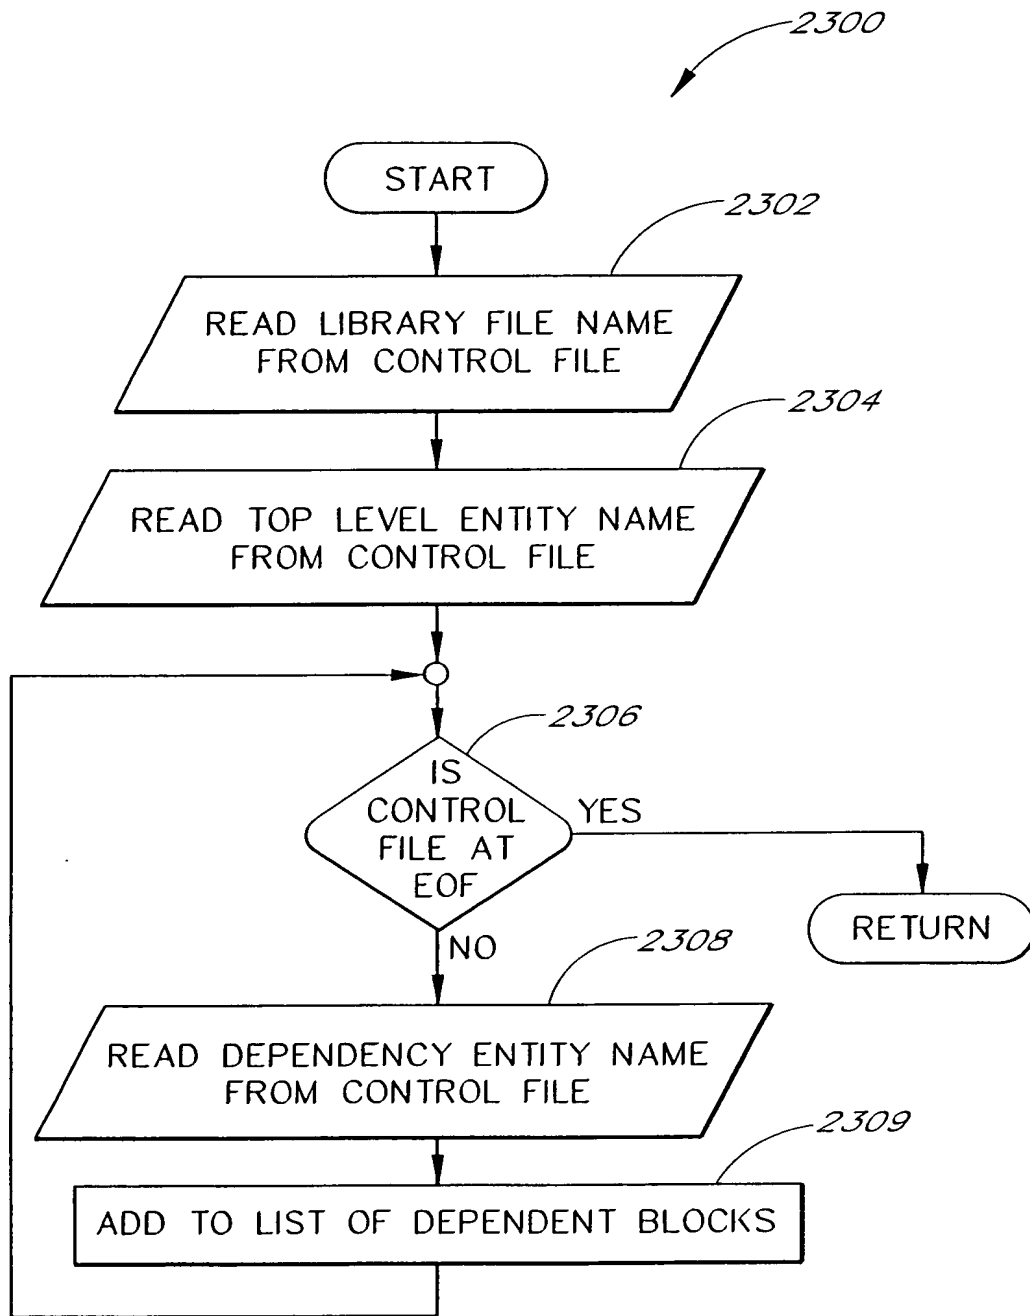 2300
START
2302
READ LIBRARY FILE NAME
FROM CONTROL FILE
2304
READ TOP LEVEL ENTITY NAME
FROM CONTROL FILE
2306
IS
CONTROL
FILE AT
EOF
YES
RETURN
NO
2308
READ DEPENDENCY ENTITY NAME
FROM CONTROL FILE
2309
ADD TO LIST OF DEPENDENT BLOCKS